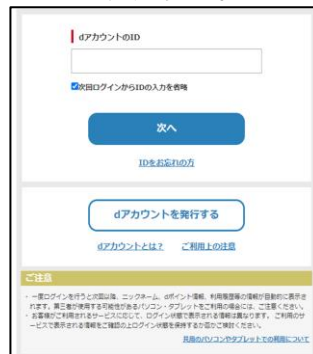 dアカウントのID
次回ログインからIDの入力を省略
次へ
IDをお忘れの方
dアカウントを発行する
dアカウントとは？ ご利用上の注意
ご注意
・一度ログインを行うと次回以降、ニックネーム、dポイント情報、利用履歴等の情報が自動的に表示さ
れます。第三者が使用する可能性があるパソコン・タブレットをご利用の場合には、ご注意ください。
・お客様がご利用されるサービスに応じて、ログイン状態で表示される情報は異なります。ご利用のサ
ービスで表示される情報をご確認の上ログイン状態を保持するか否かご検討ください。
共用のパソコンやタブレットでの利用について